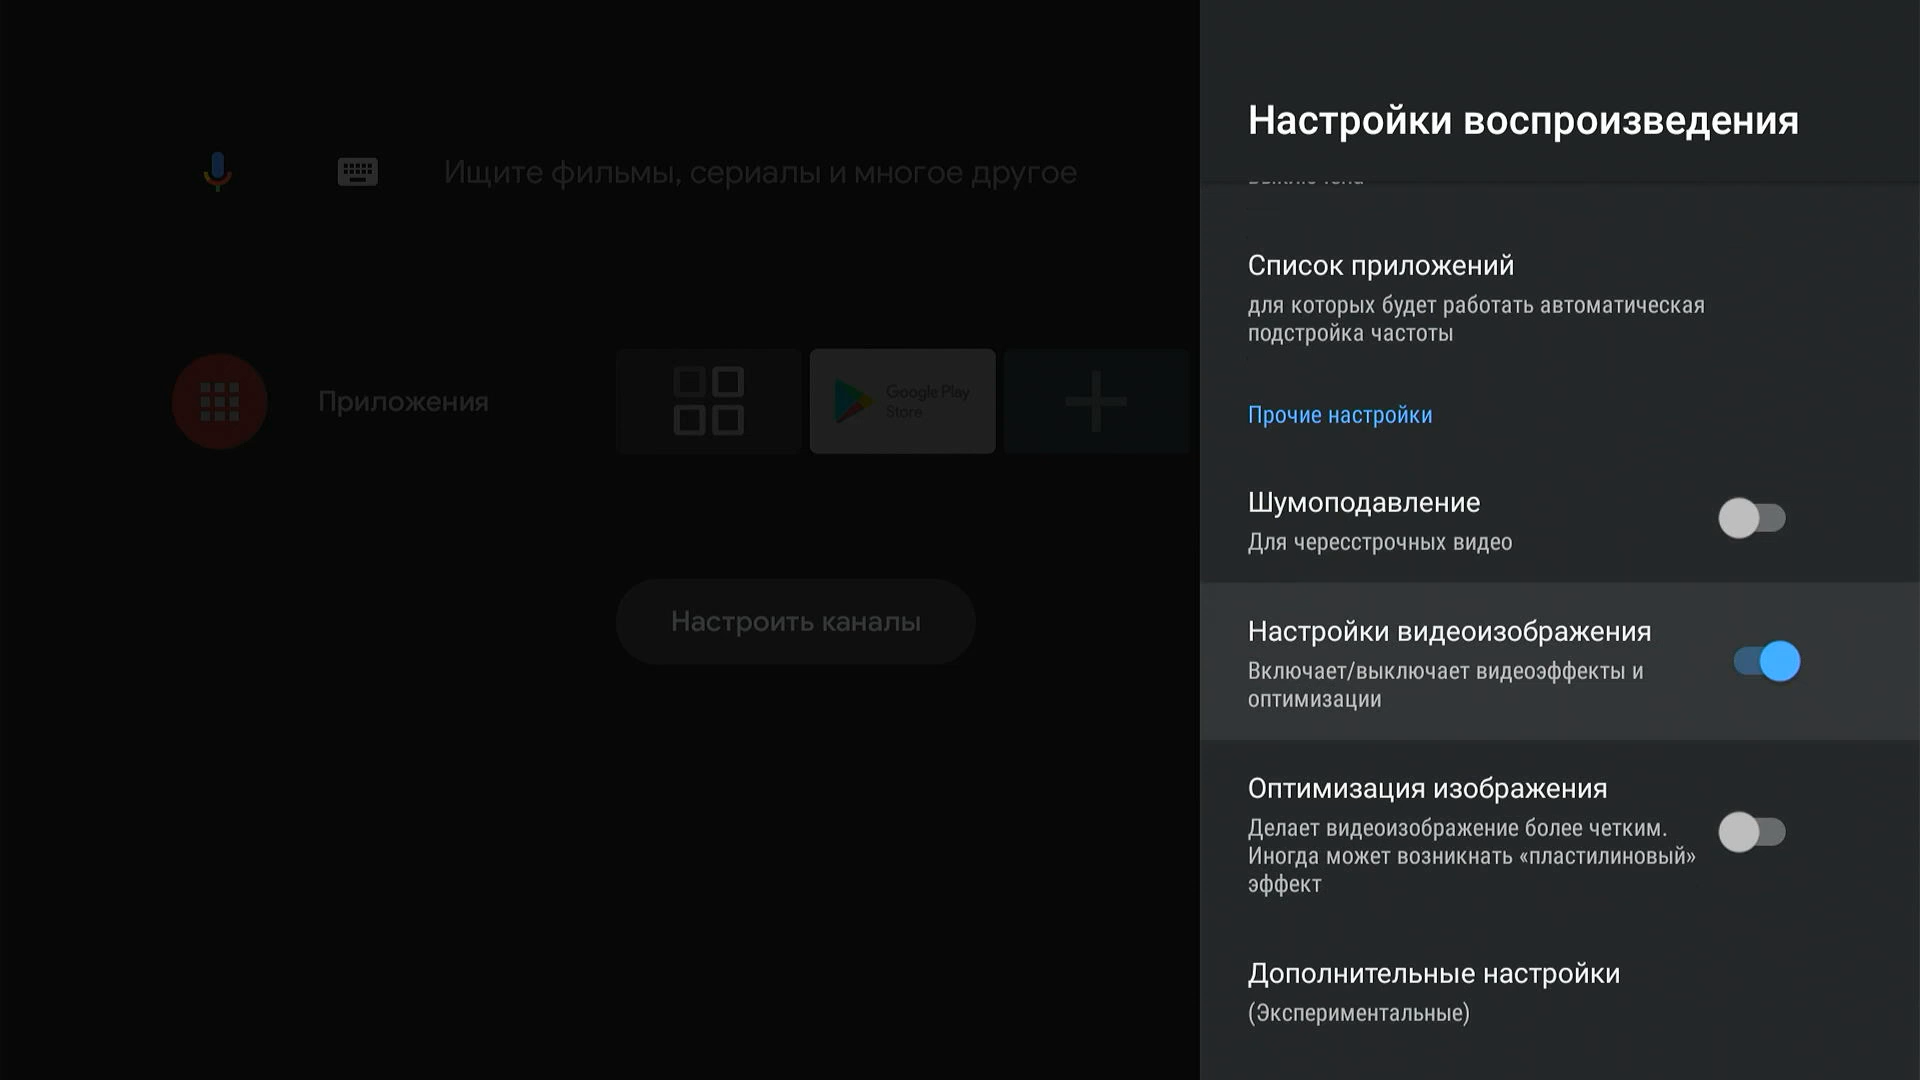 Ищите фильмы, сериалы и многое другое
Приложения
Google Play
Store
Настроить каналы
Настройки воспроизведения
Список приложений
для которых будет работать автоматическая
подстройка частоты
Прочие настройки
Шумоподавление
Для чересстрочных видео
Настройки видеоизображения
Включает/выключает видеоэффекты и
оптимизации
Оптимизация изображения
Делает видеоизображение более четким.
Иногда может возникнать «пластилиновый»
эффект
Дополнительные настройки
(Экспериментальные)